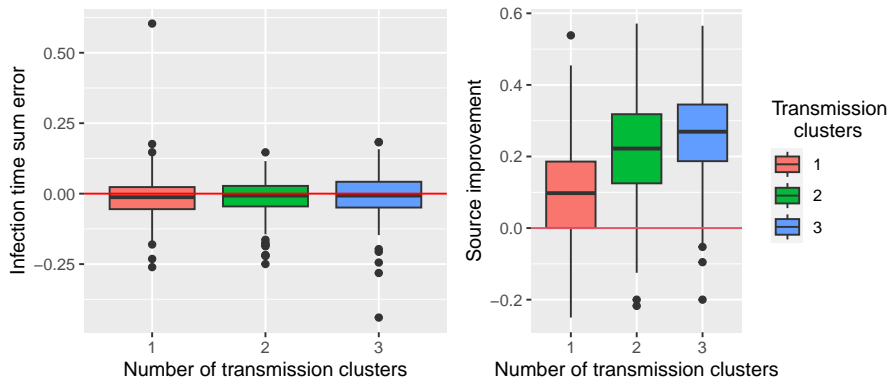 Infection time sum error
0.50
0.25
0.00
−0.25
1 2 3
Number of transmission clusters
Source improvement
0.6
0.4
0.2
0.0
−0.2
1 2 3
Number of transmission clusters
Transmission
clusters
1
2
3